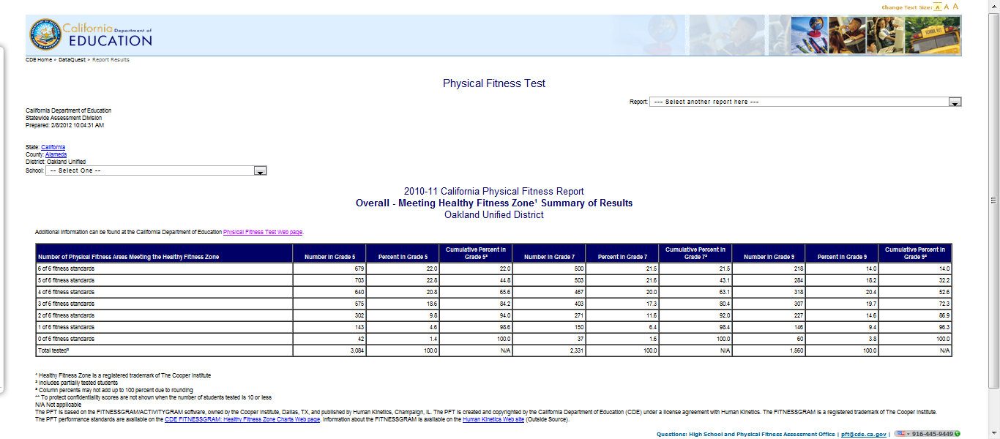 Change Text Size: A A A
California Department of
EDUCATION
SCHOOL BUS
CDE Home » DataQuest » Report Results
Physical Fitness Test
Report: --- Select another report here ---
California Department of Education
Statewide Assessment Division
Prepared: 2/8/2012 10:04:31 AM
State: California
County: Alameda
District: Oakland Unified
School: -- Select One --
2010-11 California Physical Fitness Report
Overall - Meeting Healthy Fitness Zone¹ Summary of Results
Oakland Unified District
Additional information can be found at the California Department of Education Physical Fitness Test Web page.
Number of Physical Fitness Areas Meeting the Healthy Fitness Zone Number in Grade 5 Percent in Grade 5 Cumulative Percent in Grade 5³ Number in Grade 7 Percent in Grade 7 Cumulative Percent in Grade 7³ Number in Grade 9 Percent in Grade 9 Cumulative Percent in Grade 9³
6 of 6 fitness standards 679 22.0 22.0 500 21.5 21.5 218 14.0 14.0
5 of 6 fitness standards 703 22.8 44.8 503 21.6 43.1 284 18.2 32.2
4 of 6 fitness standards 640 20.8 65.6 467 20.0 63.1 318 20.4 52.6
3 of 6 fitness standards 575 18.6 84.2 403 17.3 80.4 307 19.7 72.3
2 of 6 fitness standards 302 9.8 94.0 271 11.6 92.0 227 14.6 86.9
1 of 6 fitness standards 143 4.6 98.6 150 6.4 98.4 146 9.4 96.3
0 of 6 fitness standards 42 1.4 100.0 37 1.6 100.0 60 3.8 100.0
Total tested² 3,084 100.0 N/A 2,331 100.0 N/A 1,560 100.0 N/A
¹ Healthy Fitness Zone is a registered trademark of The Cooper Institute
² Includes partially tested students
³ Column percents may not add up to 100 percent due to rounding
** To protect confidentiality scores are not shown when the number of students tested is 10 or less
N/A Not applicable
The PFT is based on the FITNESSGRAM/ACTIVITYGRAM software, owned by the Cooper Institute, Dallas, TX, and published by Human Kinetics, Champaign, IL. The PFT is created and copyrighted by the California Department of Education (CDE) under a license agreement with Human Kinetics. The FITNESSGRAM is a registered trademark of The Cooper Institute.
The PFT performance standards are available on the CDE FITNESSGRAM: Healthy Fitness Zone Charts Web page. Information about the FITNESSGRAM is available on the Human Kinetics Web site (Outside Source).
Questions: High School and Physical Fitness Assessment Office | pft@cde.ca.gov | 916-445-9449